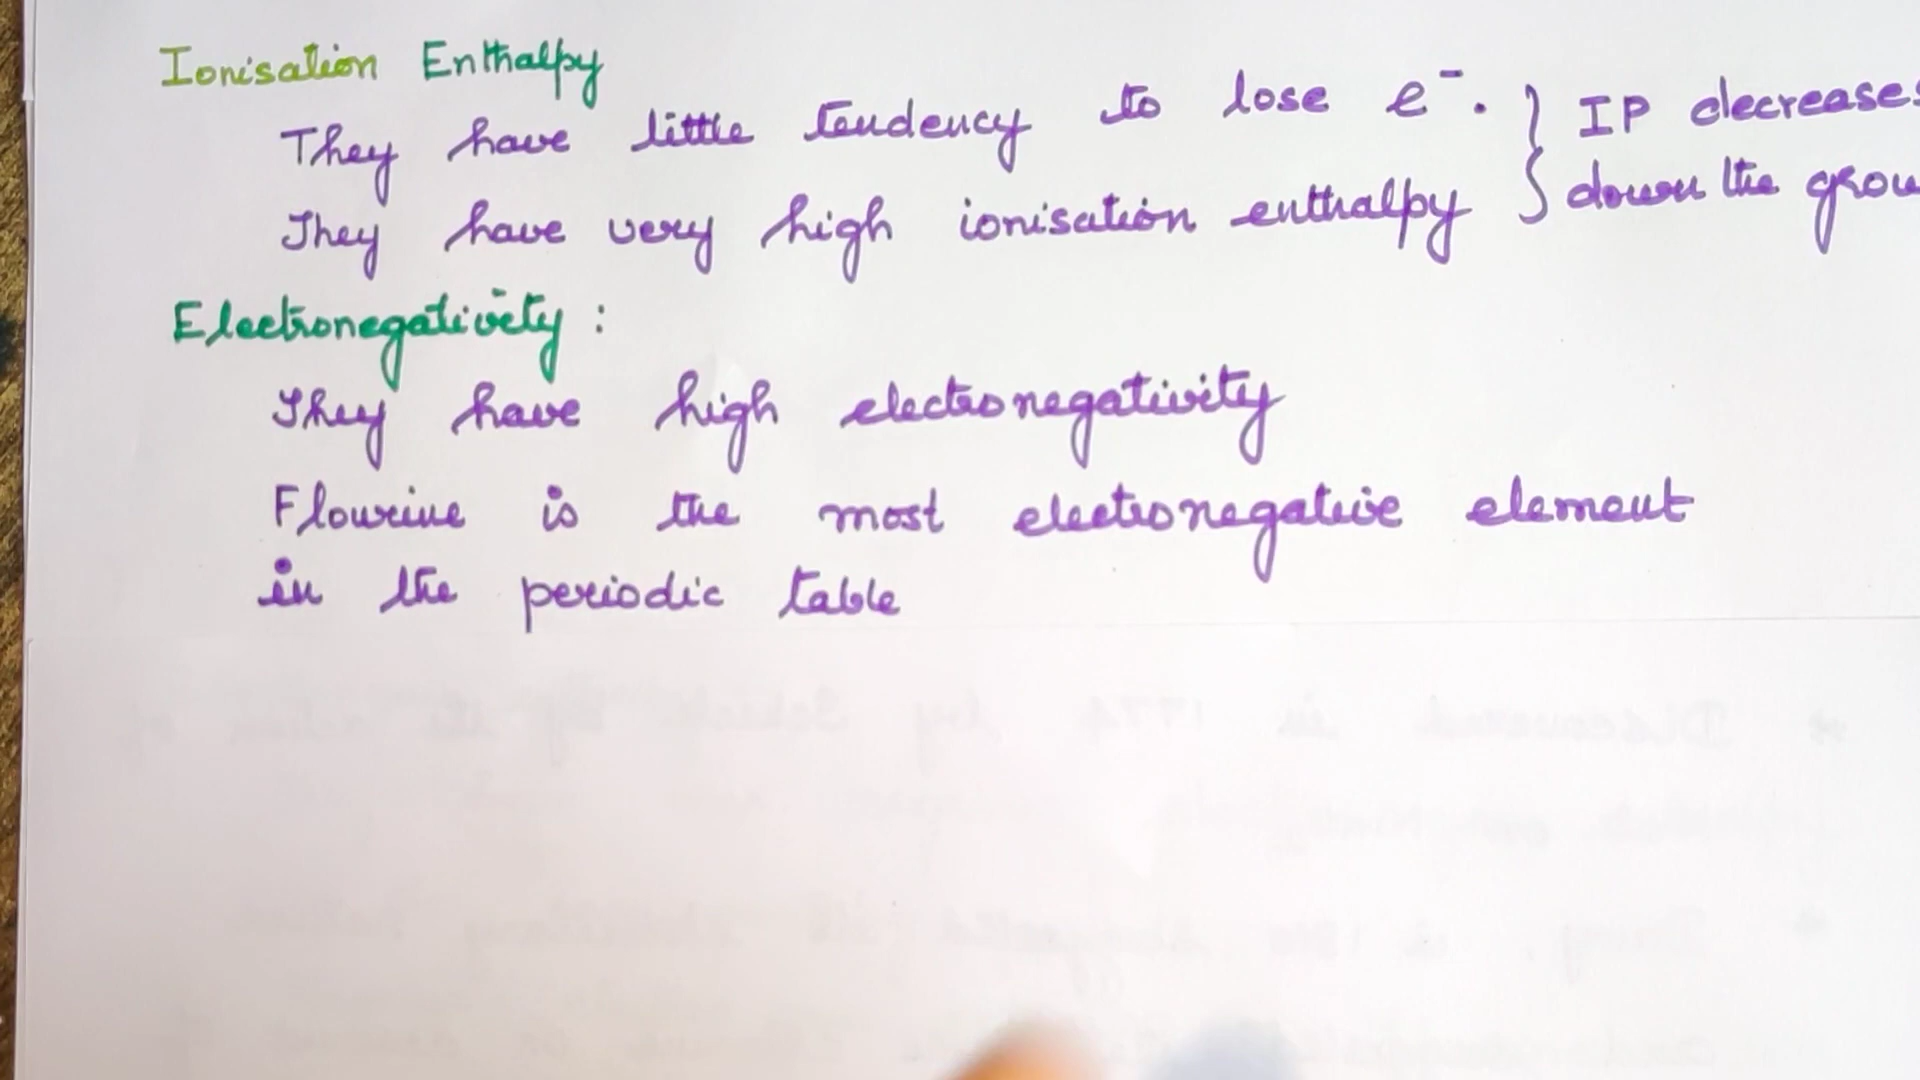 Ionisation Enthalpy
They have little tendency to lose e⁻. } IP decreases
They have very high ionisation enthalpy } down the grou
Electronegativity :
They have high electronegativity
Flourine is the most electronegative element
in the periodic table